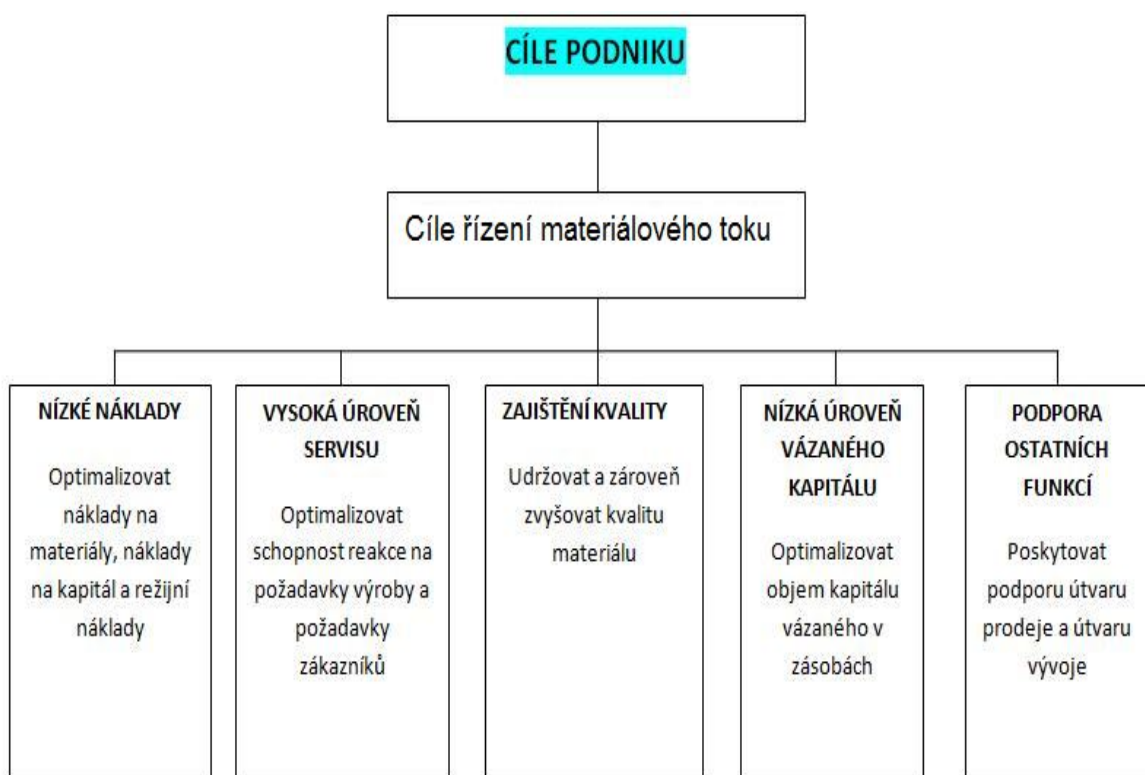 CÍLE PODNIKU
Cíle řízení materiálového toku
NÍZKÉ NÁKLADY
Optimalizovat
náklady na
materiály, náklady
na kapitál a režijní
náklady
VYSOKÁ ÚROVEŇ
SERVISU
Optimalizovat
schopnost reakce na
požadavky výroby a
požadavky
zákazníků
ZAJIŠTĚNÍ KVALITY
Udržovat a zároveň
zvyšovat kvalitu
materiálu
NÍZKÁ ÚROVEŇ
VÁZANÉHO
KAPITÁLU
Optimalizovat
objem kapitálu
vázaného v
zásobách
PODPORA
OSTATNÍCH
FUNKCÍ
Poskytovat
podporu útvaru
prodeje a útvaru
vývoje